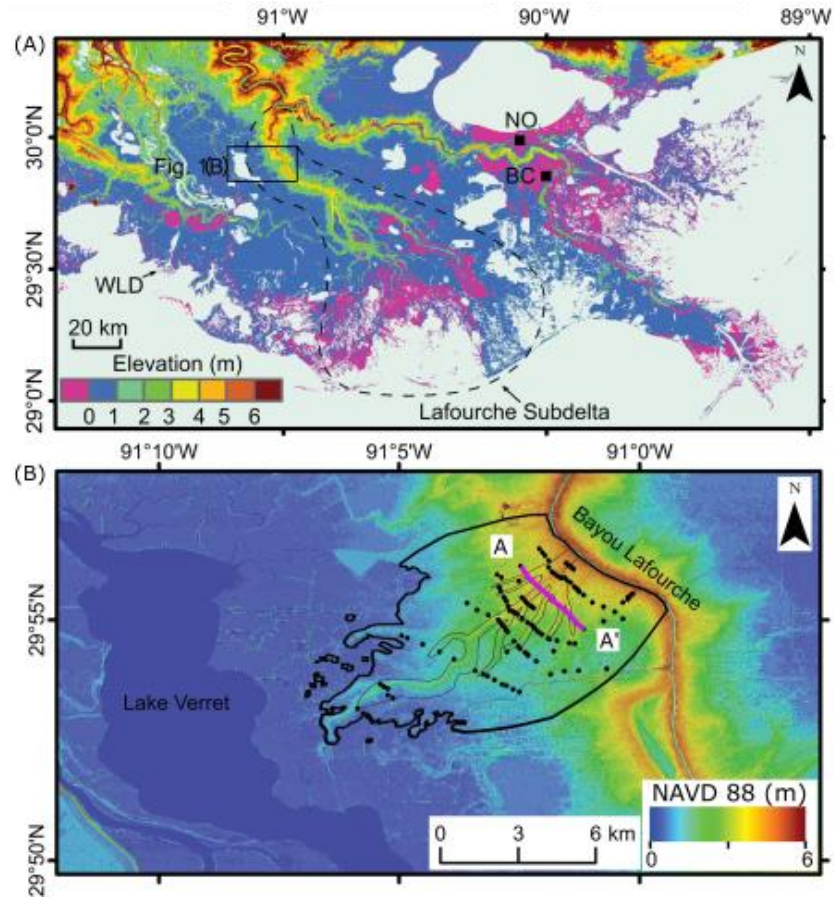 91°W 90°W 89°W
(A)
N
30°0'N
NO
Fig. 1(B)
BC
29°30'N
WLD
20 km
Elevation (m)
0 1 2 3 4 5 6
29°0'N
Lafourche Subdelta
91°10'W 91°5'W 91°0'W
(B)
N
Bayou Lafourche
A
29°55'N
A'
Lake Verret
NAVD 88 (m)
0 6
0 3 6 km
29°50'N